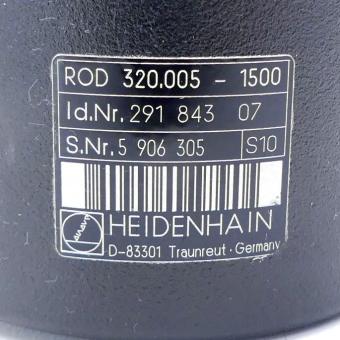 ROD 320.005 - 1500
Id.Nr. 291 843 07
S.Nr. 5 906 305 S10
HEIDENHAIN
D-83301 Traunreut · Germany